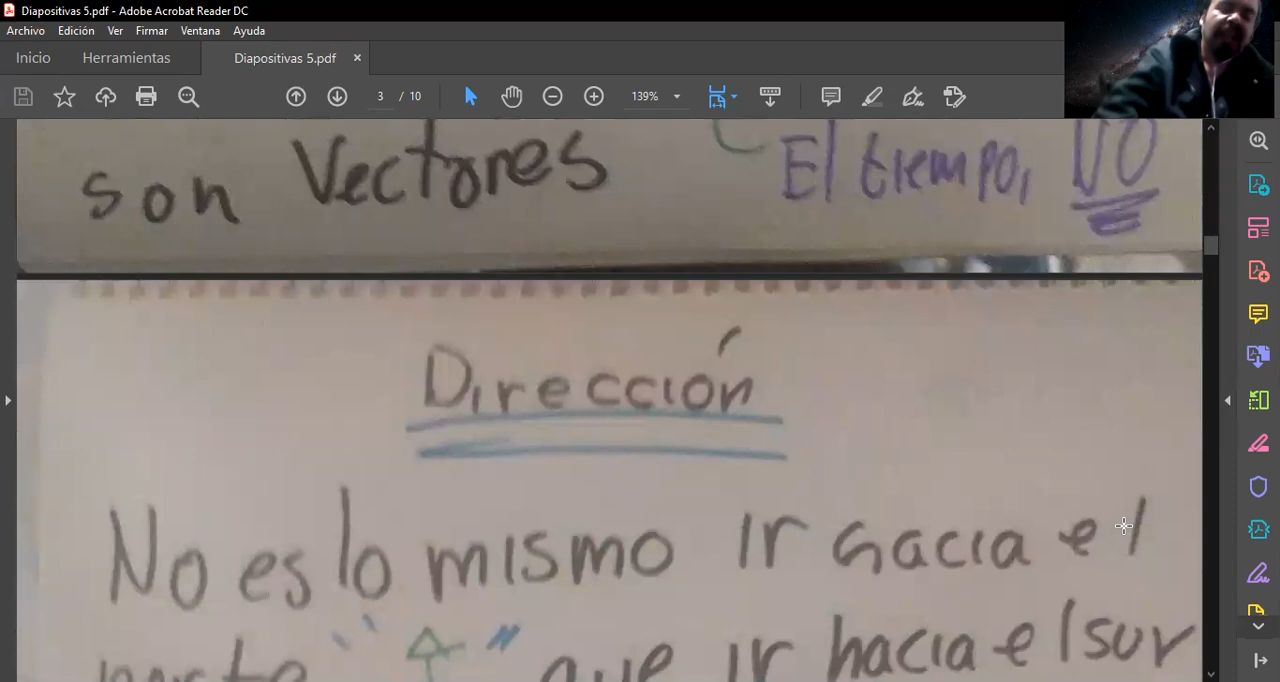 Diapositivas 5.pdf - Adobe Acrobat Reader DC
Archivo Edición Ver Firmar Ventana Ayuda
Inicio Herramientas Diapositivas 5.pdf ×
3 / 10 139%
son Vectores El tiempo, NO
Dirección
No es lo mismo ir hacia el
norte "↑" que ir hacia el sur